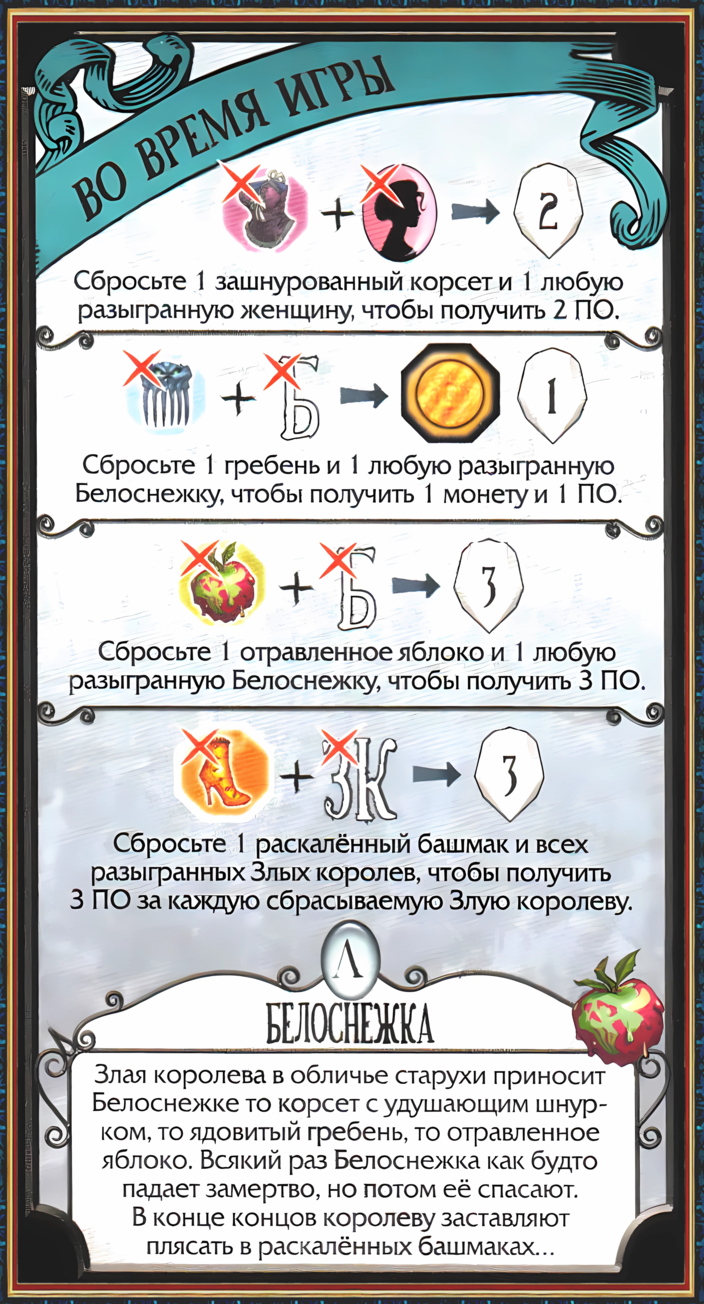 ВО ВРЕМЯ ИГРЫ
+ 2
Сбросьте 1 зашнурованный корсет и 1 любую
разыгранную женщину, чтобы получить 2 ПО.
+ Б 1
Сбросьте 1 гребень и 1 любую разыгранную
Белоснежку, чтобы получить 1 монету и 1 ПО.
+ Б 3
Сбросьте 1 отравленное яблоко и 1 любую
разыгранную Белоснежку, чтобы получить 3 ПО.
+ ЗК 3
Сбросьте 1 раскалённый башмак и всех
разыгранных Злых королев, чтобы получить
3 ПО за каждую сбрасываемую Злую королеву.
Λ
БЕЛОСНЕЖКА
Злая королева в обличье старухи приносит
Белоснежке то корсет с удушающим шнур-
ком, то ядовитый гребень, то отравленное
яблоко. Всякий раз Белоснежка как будто
падает замертво, но потом её спасают.
В конце концов королеву заставляют
плясать в раскалённых башмаках...